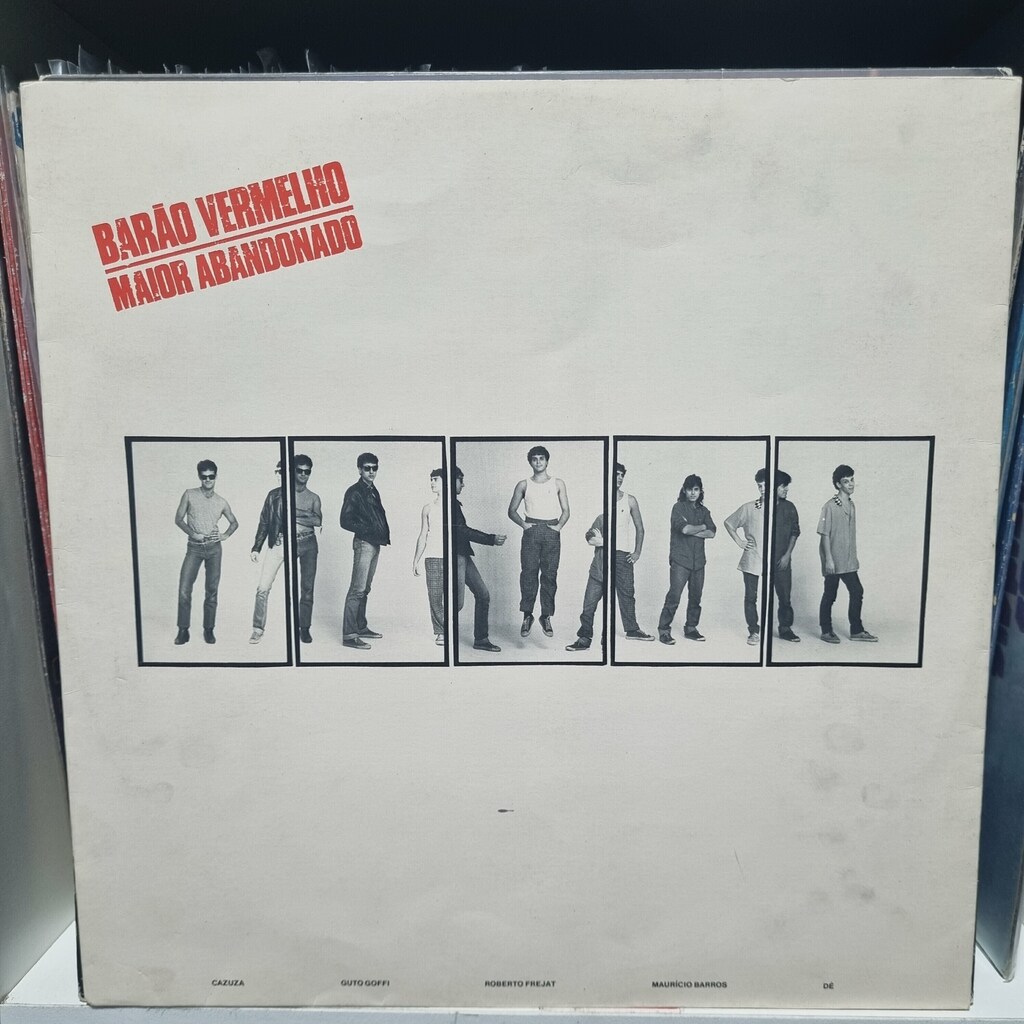 BARÃO VERMELHO
MAIOR ABANDONADO
CAZUZA GUTO GOFFI ROBERTO FREJAT MAURÍCIO BARROS DÉ